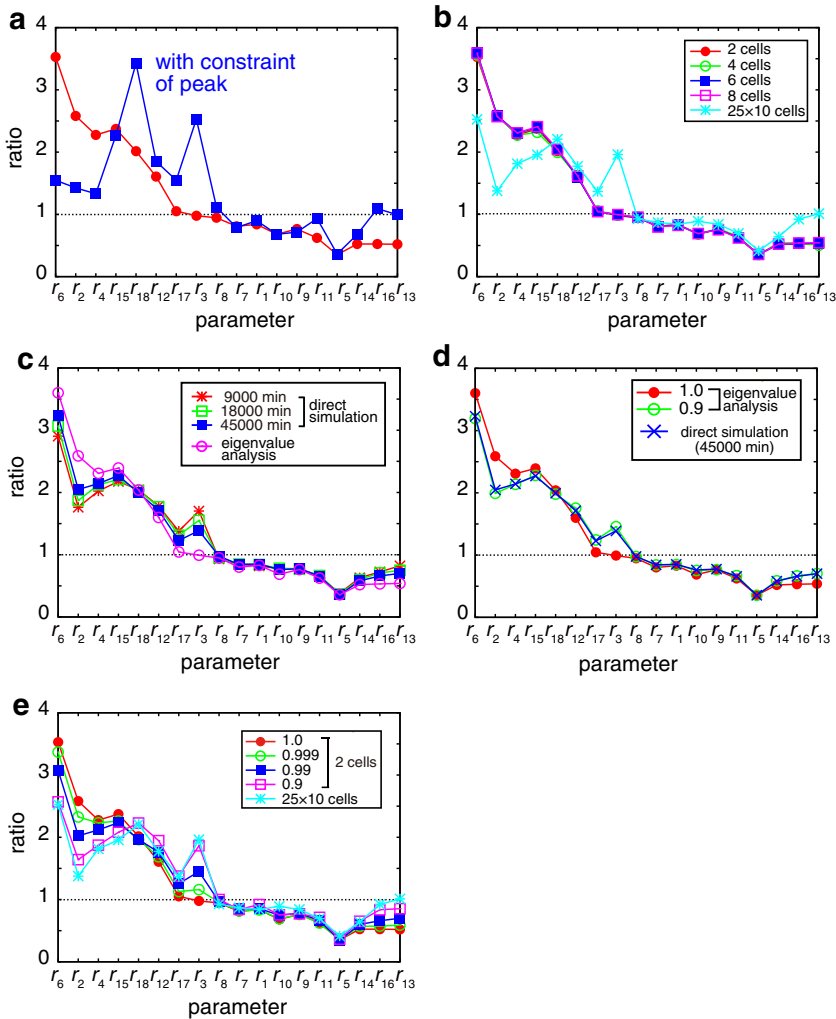 a
4
3
2
1
0
ratio
with constraint
of peak
r6 r2 r4 r15 r18 r12 r17 r3 r8 r7 r1 r10 r9 r11 r5 r14 r16 r13
parameter
b
4
3
2
1
0
ratio
2 cells
4 cells
6 cells
8 cells
25×10 cells
r6 r2 r4 r15 r18 r12 r17 r3 r8 r7 r1 r10 r9 r11 r5 r14 r16 r13
parameter
c
4
3
2
1
0
ratio
9000 min
18000 min
45000 min
direct
simulation
eigenvalue
analysis
r6 r2 r4 r15 r18 r12 r17 r3 r8 r7 r1 r10 r9 r11 r5 r14 r16 r13
parameter
d
4
3
2
1
0
ratio
1.0
0.9
eigenvalue
analysis
direct simulation
(45000 min)
r6 r2 r4 r15 r18 r12 r17 r3 r8 r7 r1 r10 r9 r11 r5 r14 r16 r13
parameter
e
4
3
2
1
0
ratio
1.0
0.999
0.99
0.9
2 cells
25×10 cells
r6 r2 r4 r15 r18 r12 r17 r3 r8 r7 r1 r10 r9 r11 r5 r14 r16 r13
parameter